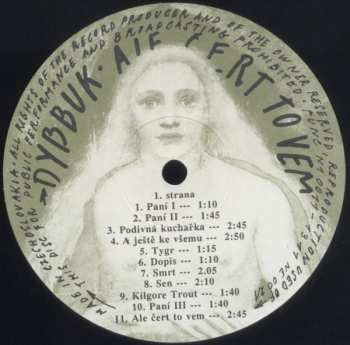 MADE IN CZECHOSLOVAKIA. ALL RIGHTS OF THE RECORD PRODUCER AND OF THE OWNER RESERVED REPRODUCTION
THIS DISC FOR PUBLIC PERFORMANCE AND BROADCASTING PROHIBITED.
DYBBUK·ALE ČERT TO VEM
1. strana
1. Paní I --- 1:10
2. Paní II --- 1:45
3. Podivná kuchařka --- 2:45
4. A ještě ke všemu --- 2:50
5. Tygr --- 1:15
6. Dopis --- 1:10
7. Smrt --- 2.05
8. Sen --- 2:10
9. Kilgore Trout --- 1:40
10. Paní III --- 1:40
11. Ale čert to vem --- 2:45